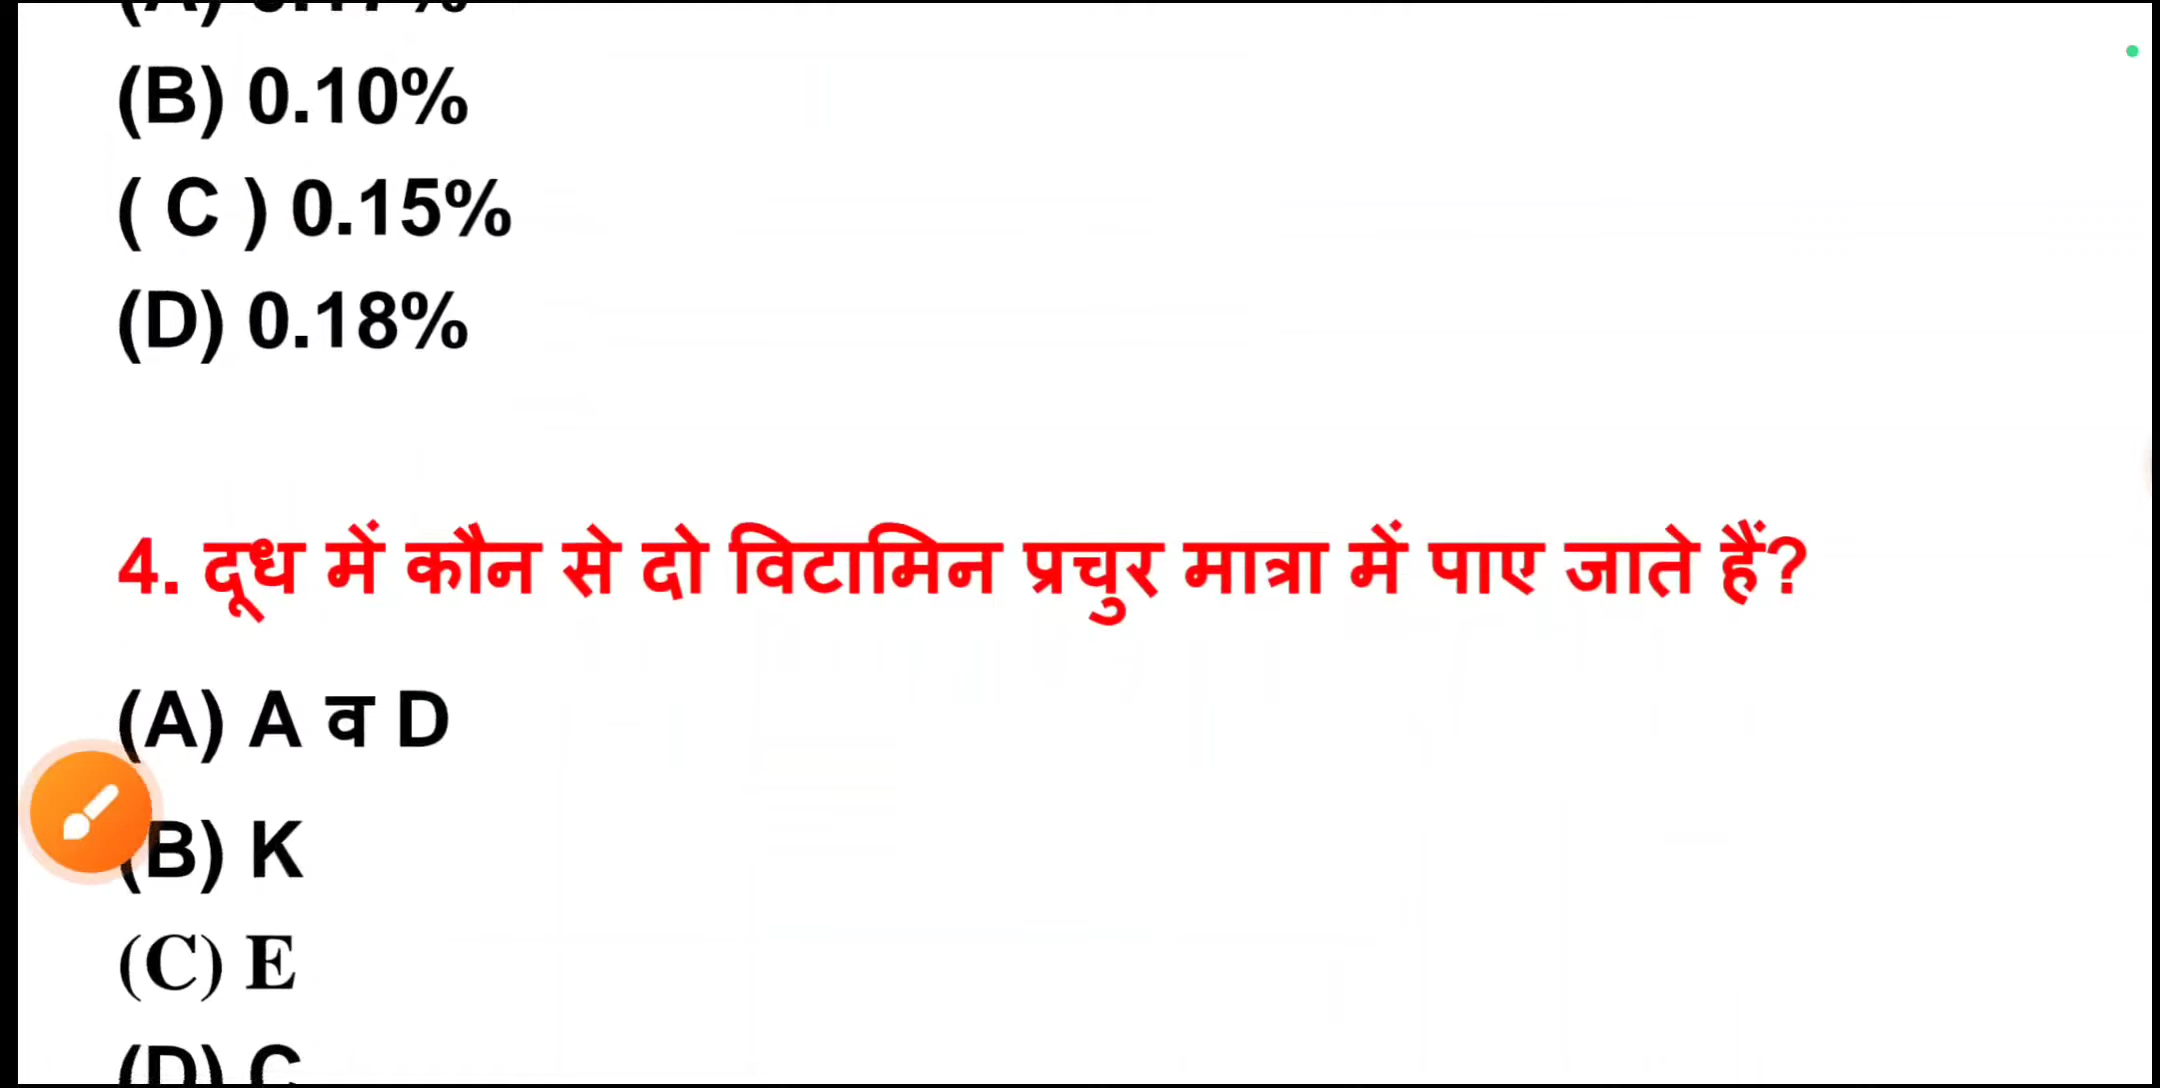 (B) 0.10%
( C ) 0.15%
(D) 0.18%
4. दूध में कौन से दो विटामिन प्रचुर मात्रा में पाए जाते हैं?
(A) A व D
(B) K
(C) E
(D) C